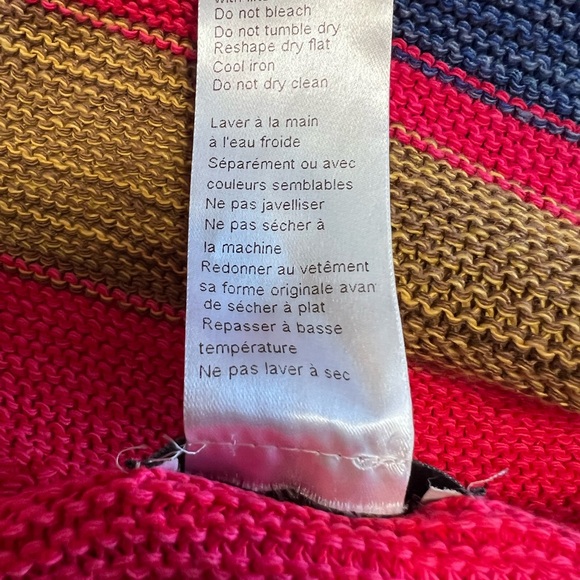 Do not bleach
Do not tumble dry
Reshape dry flat
Cool iron
Do not dry clean
Laver à la main
à l'eau froide
Séparément ou avec
couleurs semblables
Ne pas javelliser
Ne pas sécher à
la machine
Redonner au vetêment
sa forme originale avan
de sécher à plat
Repasser à basse
température
Ne pas laver à sec